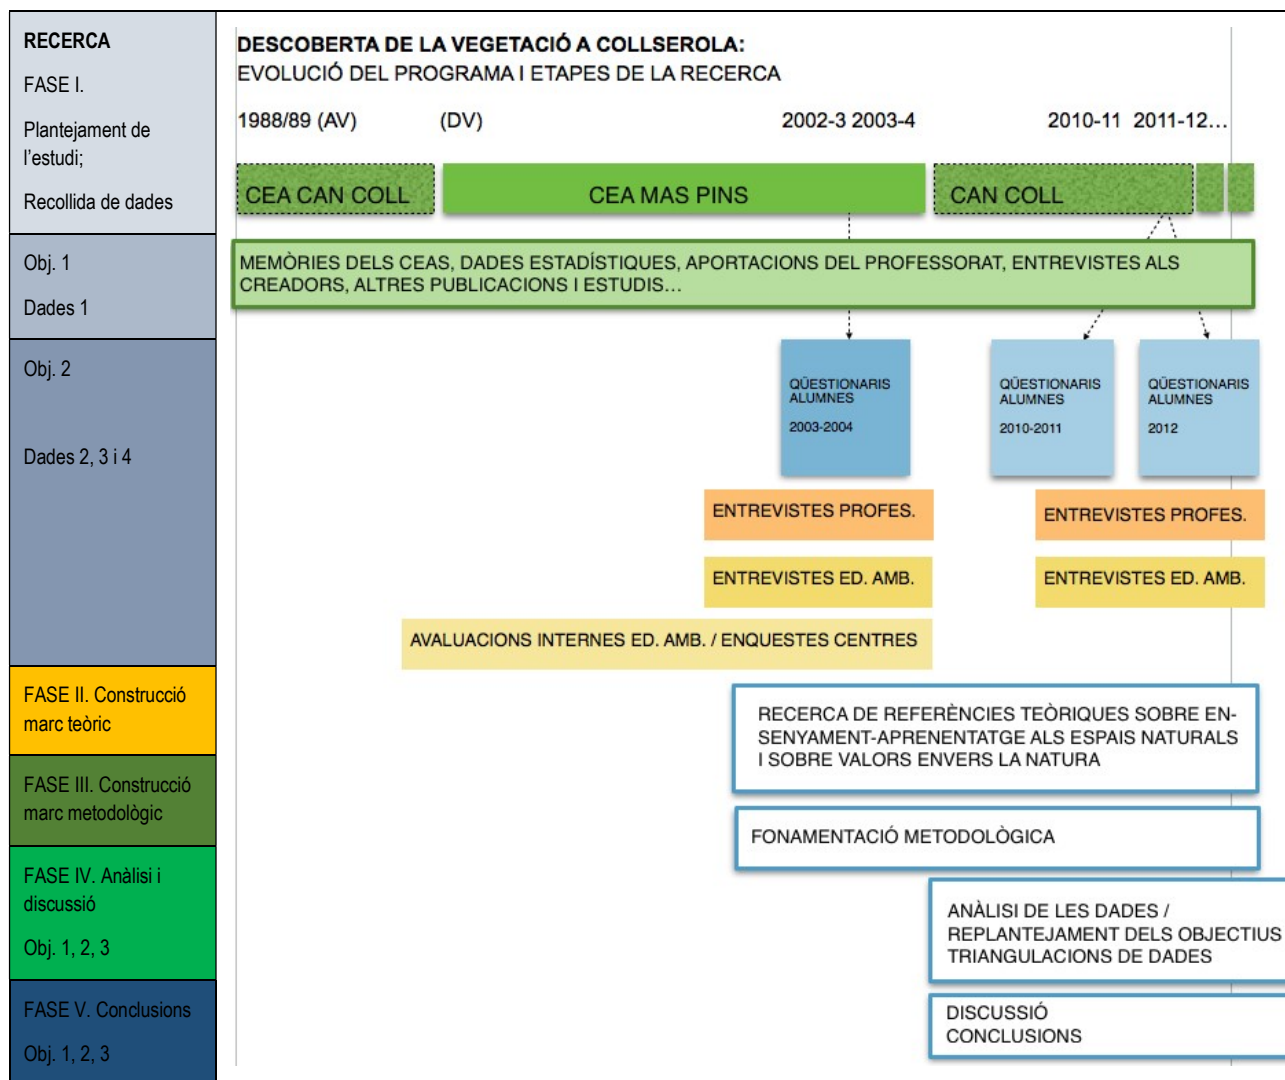 RECERCA
FASE I.
Plantejament de
l'estudi;
Recollida de dades
DESCOBERTA DE LA VEGETACIÓ A COLLSEROLA:
EVOLUCIÓ DEL PROGRAMA I ETAPES DE LA RECERCA
1988/89 (AV) (DV) 2002-3 2003-4 2010-11 2011-12...
CEA CAN COLL CEA MAS PINS CAN COLL
Obj. 1
Dades 1
MEMÒRIES DELS CEAS, DADES ESTADÍSTIQUES, APORTACIONS DEL PROFESSORAT, ENTREVISTES ALS
CREADORS, ALTRES PUBLICACIONS I ESTUDIS...
Obj. 2
Dades 2, 3 i 4
QÜESTIONARIS
ALUMNES
2003-2004
QÜESTIONARIS
ALUMNES
2010-2011
QÜESTIONARIS
ALUMNES
2012
ENTREVISTES PROFES. ENTREVISTES PROFES.
ENTREVISTES ED. AMB. ENTREVISTES ED. AMB.
AVALUACIONS INTERNES ED. AMB. / ENQUESTES CENTRES
FASE II. Construcció
marc teòric
RECERCA DE REFERÈNCIES TEÒRIQUES SOBRE EN-
SENYAMENT-APRENENTATGE ALS ESPAIS NATURALS
I SOBRE VALORS ENVERS LA NATURA
FASE III. Construcció
marc metodològic
FONAMENTACIÓ METODOLÒGICA
FASE IV. Anàlisi i
discussió
Obj. 1, 2, 3
ANÀLISI DE LES DADES /
REPLANTEJAMENT DELS OBJECTIUS
TRIANGULACIONS DE DADES
FASE V. Conclusions
Obj. 1, 2, 3
DISCUSSIÓ
CONCLUSIONS